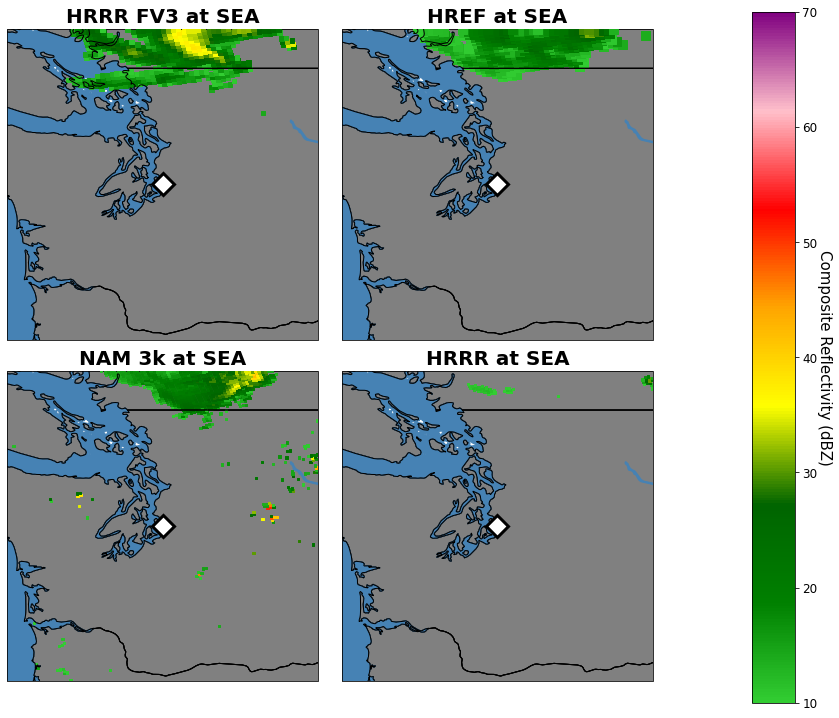 HRRR FV3 at SEA
HREF at SEA
NAM 3k at SEA
HRRR at SEA
70
60
50
40
30
20
10
Composite Reflectivity (dBZ)